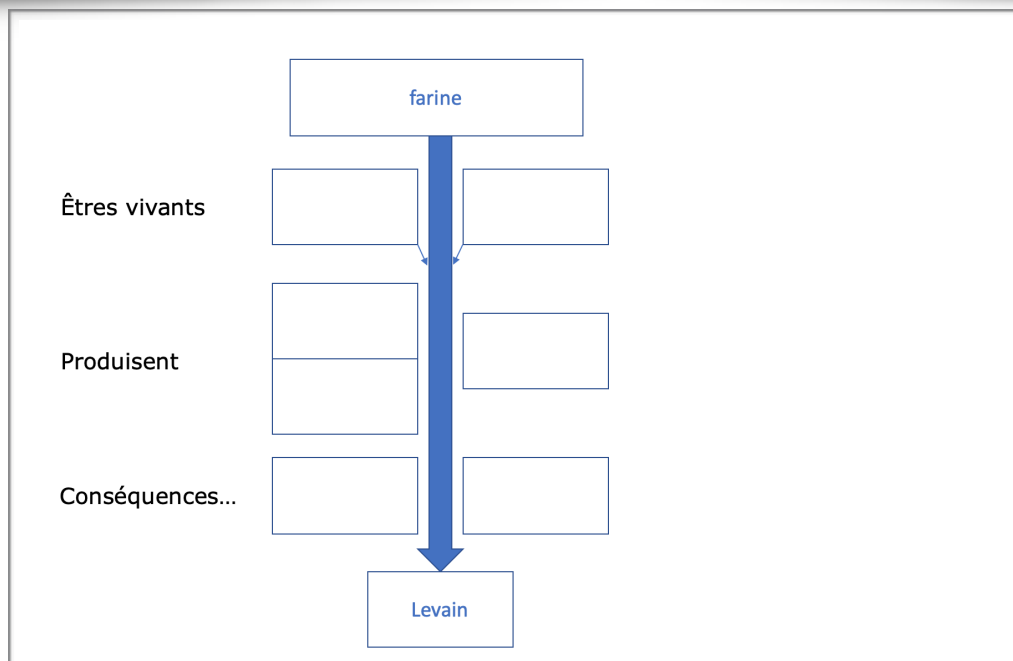 farine
Êtres vivants
Produisent
Conséquences…
Levain